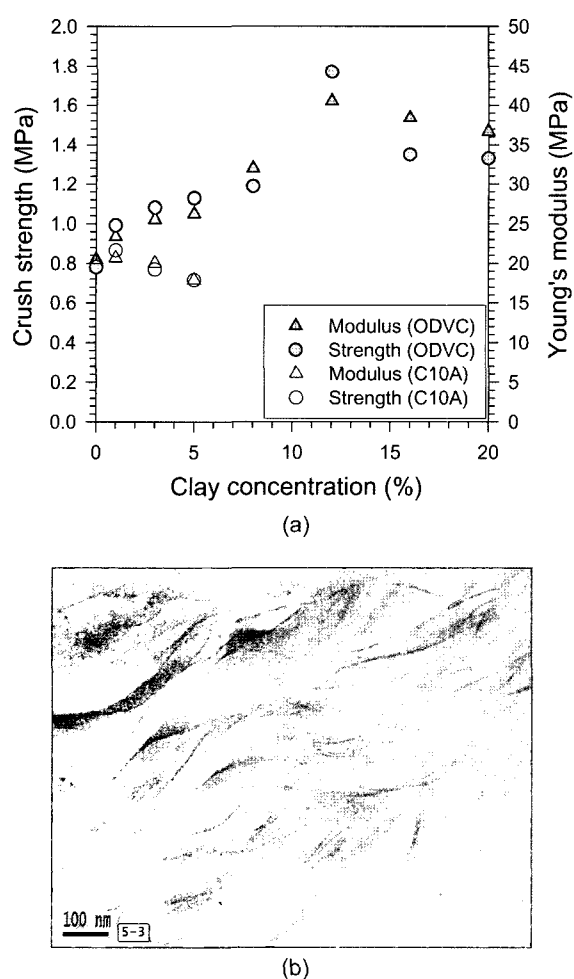 2.0
1.8
1.6
1.4
1.2
1.0
0.8
0.6
0.4
0.2
0.0
Crush strength (MPa)
50
45
40
35
30
25
20
15
10
5
0
Young's modulus (MPa)
Modulus (ODVC)
Strength (ODVC)
Modulus (C10A)
Strength (C10A)
0 5 10 15 20
Clay concentration (%)
(a)
100 nm 5-3
(b)